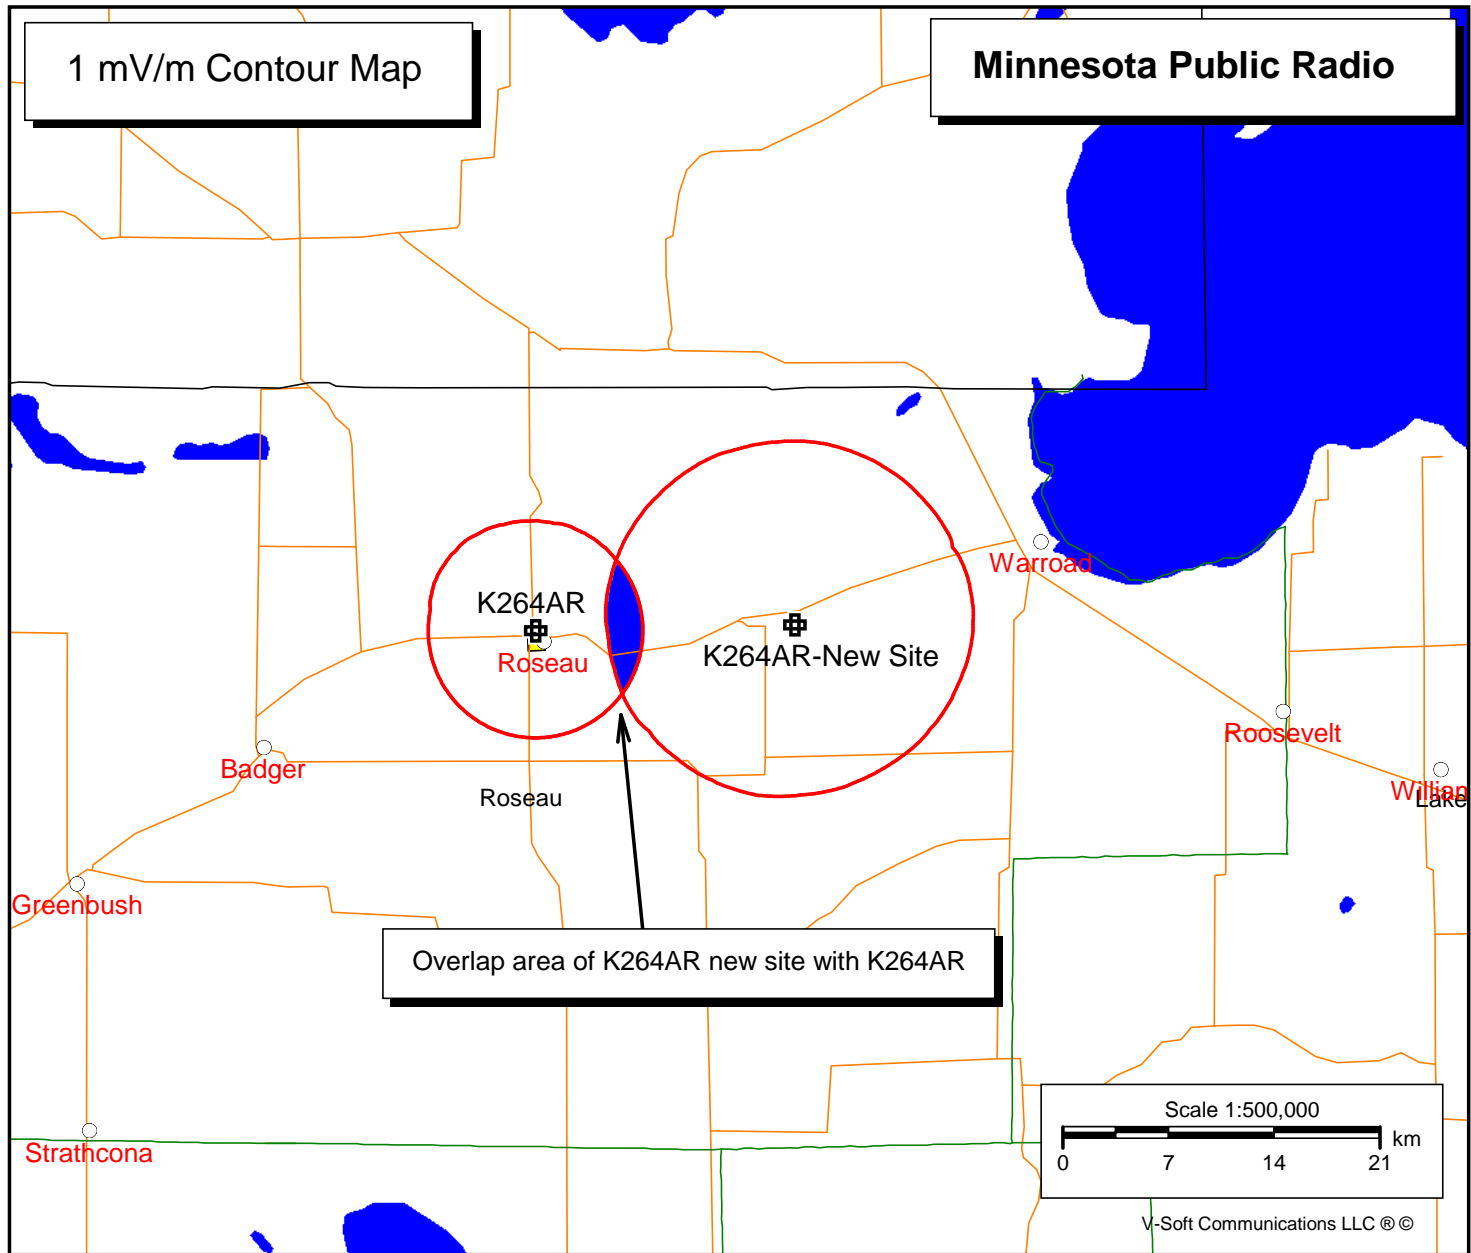 1 mV/m Contour Map
Minnesota Public Radio
K264AR
Roseau
K264AR-New Site
Warroad
Roosevelt
Badger
Roseau
Lake
Greenbush
Overlap area of K264AR new site with K264AR
Strathcona
Scale 1:500,000
km
0 7 14 21
V-Soft Communications LLC ® ©